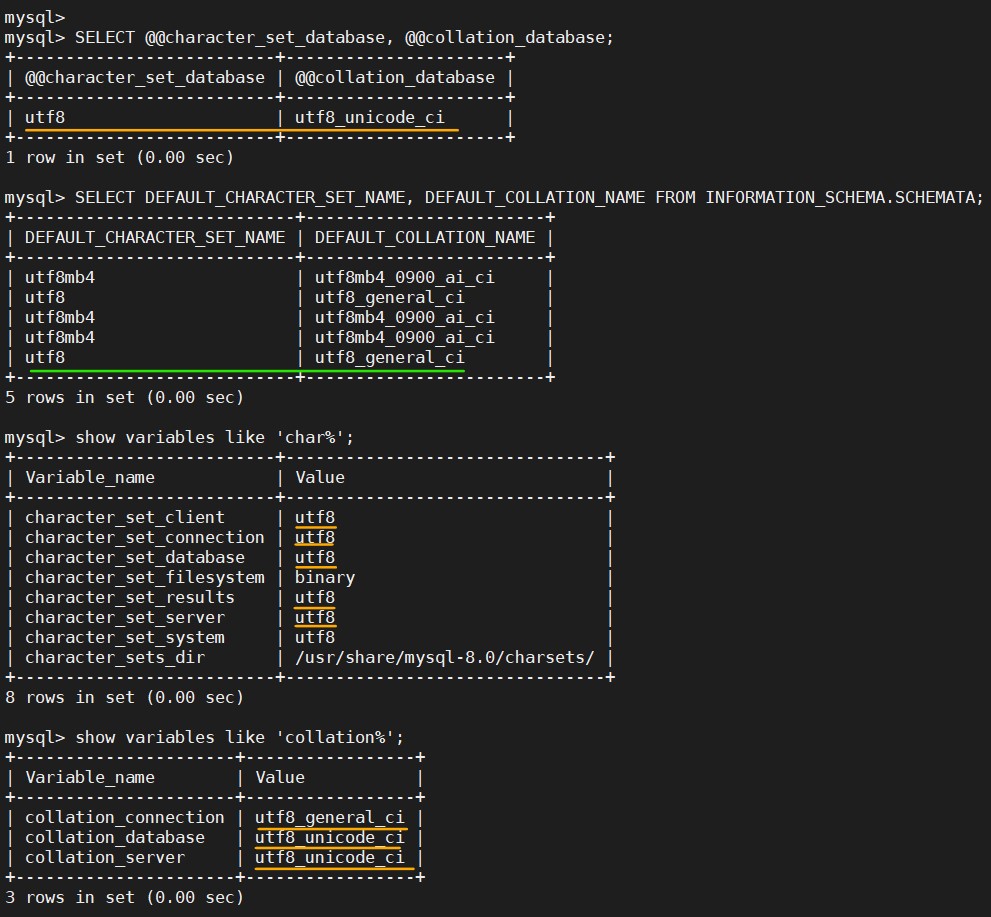 mysql>
mysql> SELECT @@character_set_database, @@collation_database;
+--------------------------+----------------------+
| @@character_set_database | @@collation_database |
+--------------------------+----------------------+
| utf8                     | utf8_unicode_ci      |
+--------------------------+----------------------+
1 row in set (0.00 sec)

mysql> SELECT DEFAULT_CHARACTER_SET_NAME, DEFAULT_COLLATION_NAME FROM INFORMATION_SCHEMA.SCHEMATA;
+----------------------------+------------------------+
| DEFAULT_CHARACTER_SET_NAME | DEFAULT_COLLATION_NAME |
+----------------------------+------------------------+
| utf8mb4                    | utf8mb4_0900_ai_ci     |
| utf8                       | utf8_general_ci        |
| utf8mb4                    | utf8mb4_0900_ai_ci     |
| utf8mb4                    | utf8mb4_0900_ai_ci     |
| utf8                       | utf8_general_ci        |
+----------------------------+------------------------+
5 rows in set (0.00 sec)

mysql> show variables like 'char%';
+--------------------------+--------------------------------+
| Variable_name            | Value                          |
+--------------------------+--------------------------------+
| character_set_client     | utf8                           |
| character_set_connection | utf8                           |
| character_set_database   | utf8                           |
| character_set_filesystem | binary                         |
| character_set_results    | utf8                           |
| character_set_server     | utf8                           |
| character_set_system     | utf8                           |
| character_sets_dir       | /usr/share/mysql-8.0/charsets/ |
+--------------------------+--------------------------------+
8 rows in set (0.00 sec)

mysql> show variables like 'collation%';
+----------------------+-----------------+
| Variable_name        | Value           |
+----------------------+-----------------+
| collation_connection | utf8_general_ci |
| collation_database   | utf8_unicode_ci |
| collation_server     | utf8_unicode_ci |
+----------------------+-----------------+
3 rows in set (0.00 sec)